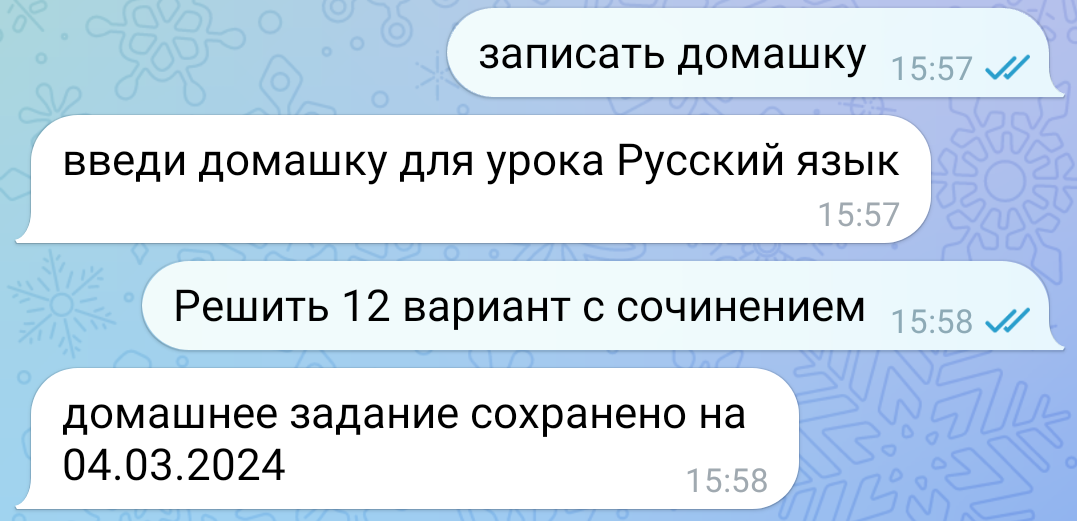 записать домашку 15:57
введи домашку для урока Русский язык
15:57
Решить 12 вариант с сочинением 15:58
домашнее задание сохранено на
04.03.2024 15:58